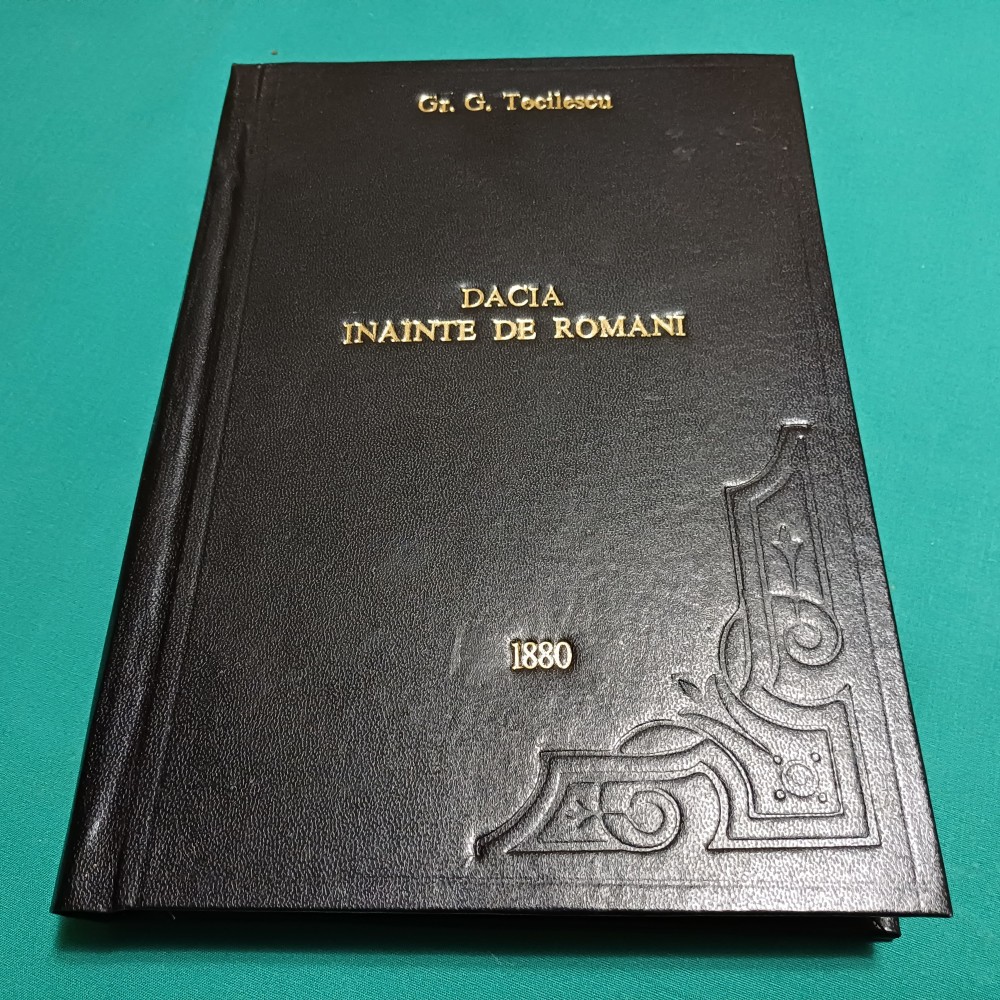 Gr. G. Tocilescu
DACIA
INAINTE DE ROMANI
1880